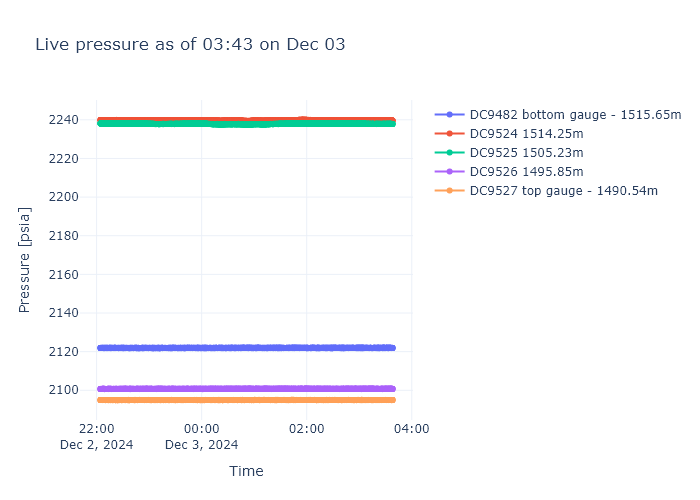 Live pressure as of 03:43 on Dec 03
DC9482 bottom gauge - 1515.65m
DC9524 1514.25m
DC9525 1505.23m
DC9526 1495.85m
DC9527 top gauge - 1490.54m
Pressure [psia]
2240
2220
2200
2180
2160
2140
2120
2100
22:00
Dec 2, 2024
00:00
Dec 3, 2024
02:00
04:00
Time